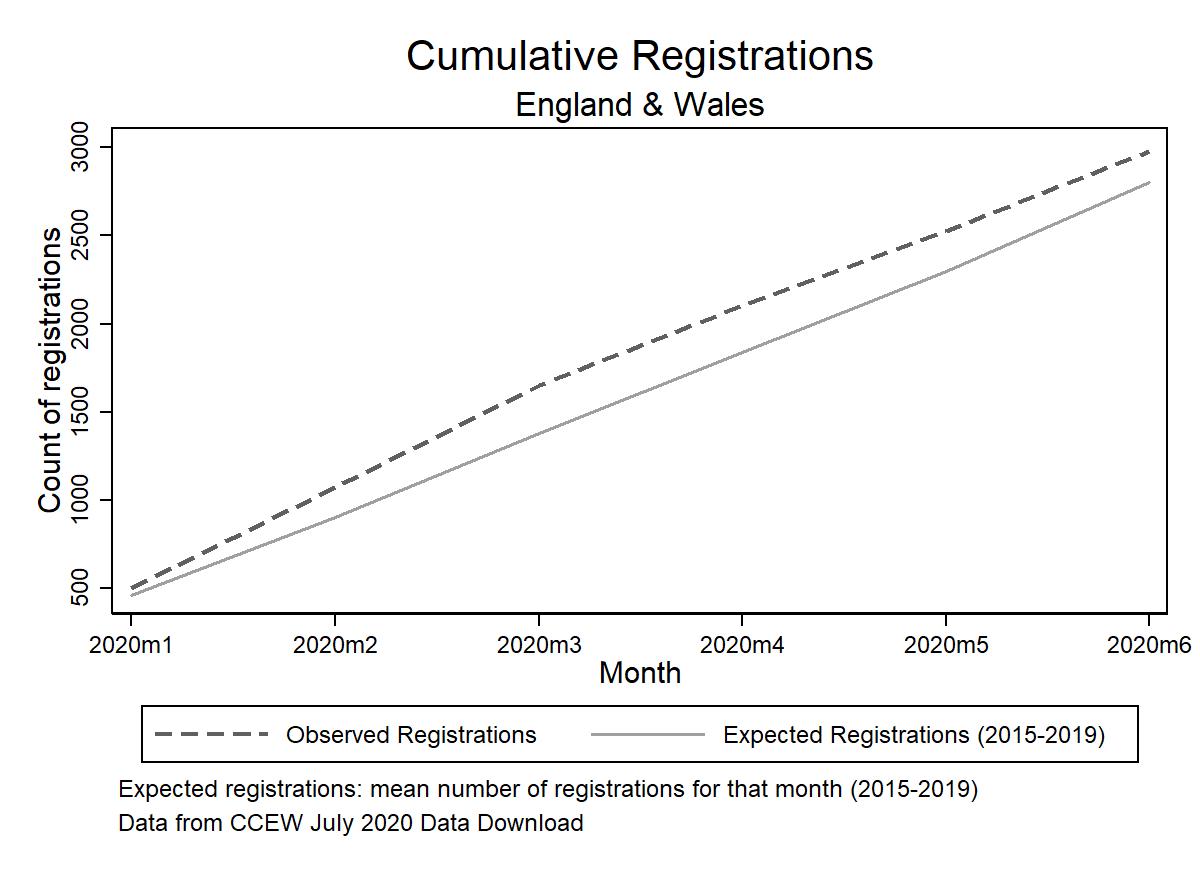 Cumulative Registrations
England & Wales
Count of registrations
3000
2500
2000
1500
1000
500
2020m1 2020m2 2020m3 2020m4 2020m5 2020m6
Month
Observed Registrations Expected Registrations (2015-2019)
Expected registrations: mean number of registrations for that month (2015-2019)
Data from CCEW July 2020 Data Download